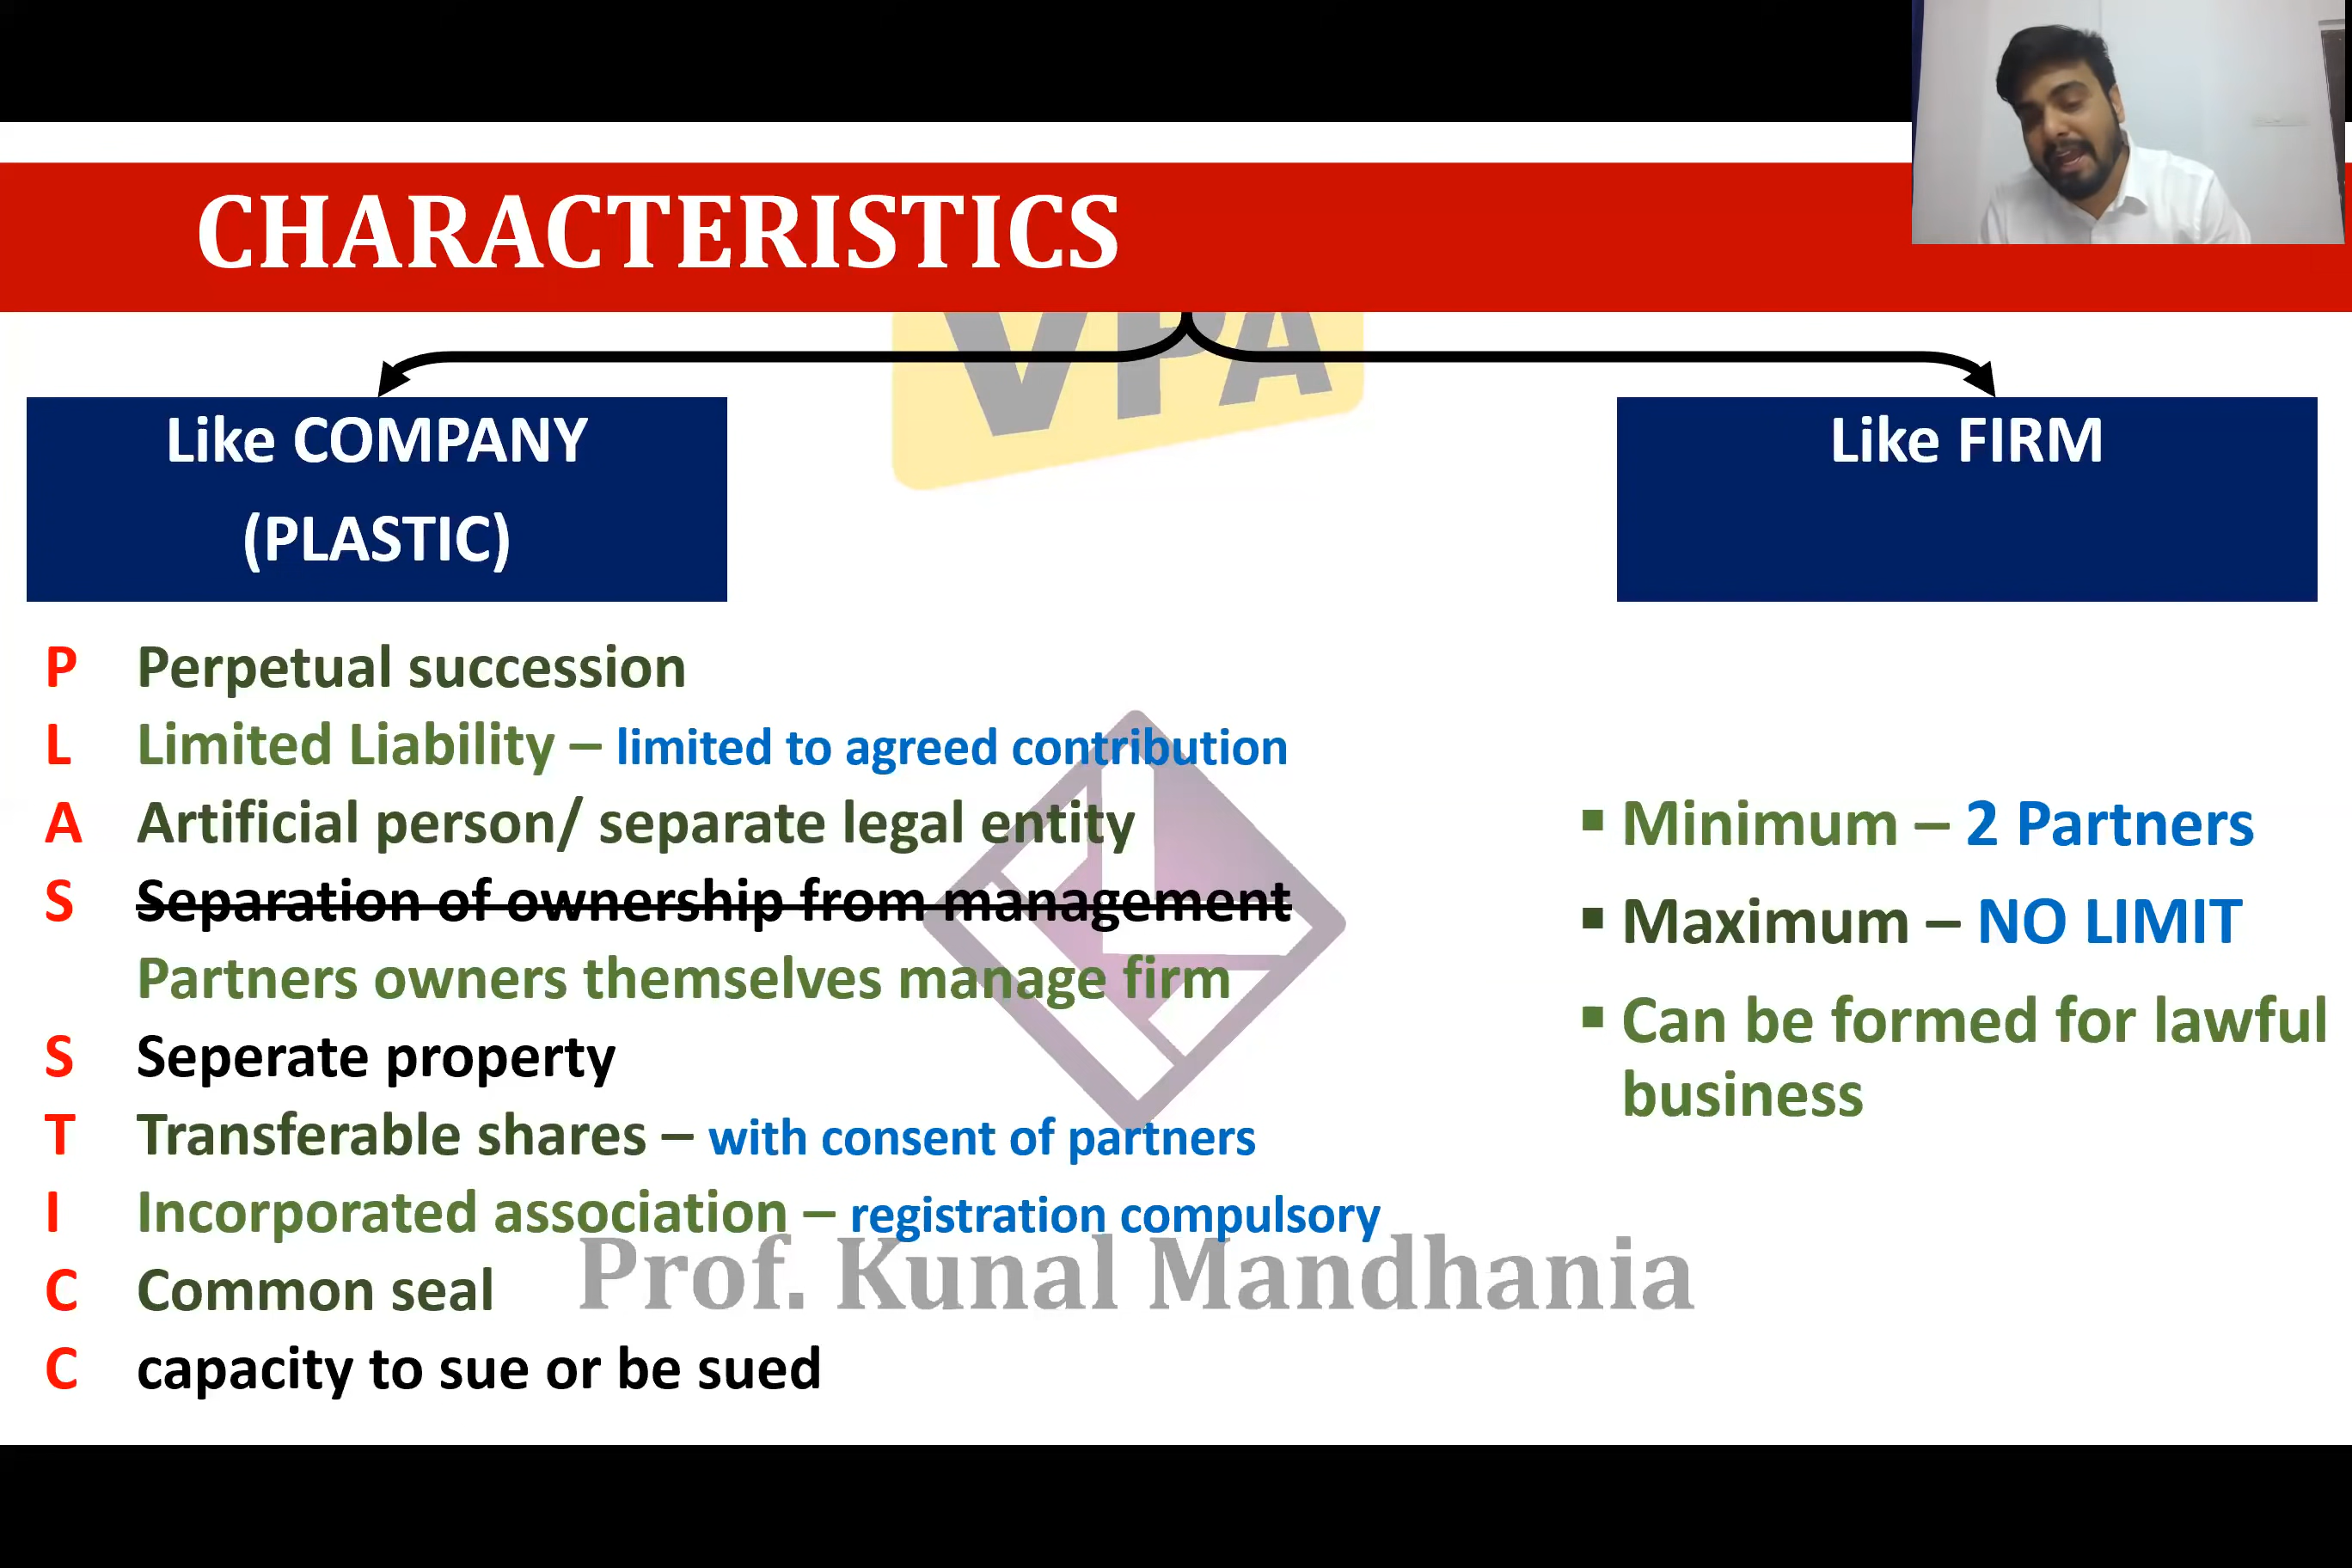 CHARACTERISTICS
VPA
Like COMPANY
(PLASTIC)
P Perpetual succession
L Limited Liability – limited to agreed contribution
A Artificial person/ separate legal entity
S Separation of ownership from management
Partners owners themselves manage firm
S Seperate property
T Transferable shares – with consent of partners
I Incorporated association – registration compulsory
C Common seal
C capacity to sue or be sued
Like FIRM
▪ Minimum – 2 Partners
▪ Maximum – NO LIMIT
▪ Can be formed for lawful
business
Prof. Kunal Mandhania